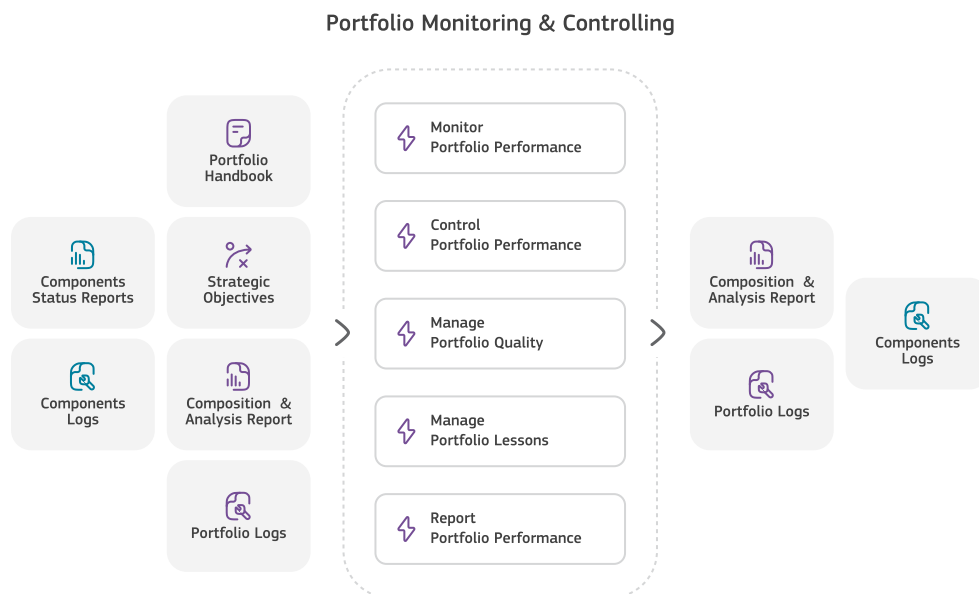 Portfolio Monitoring & Controlling
Portfolio
Handbook
Components
Status Reports
Strategic
Objectives
Components
Logs
Composition &
Analysis Report
Portfolio Logs
Monitor
Portfolio Performance
Control
Portfolio Performance
Manage
Portfolio Quality
Manage
Portfolio Lessons
Report
Portfolio Performance
Composition &
Analysis Report
Portfolio Logs
Components
Logs